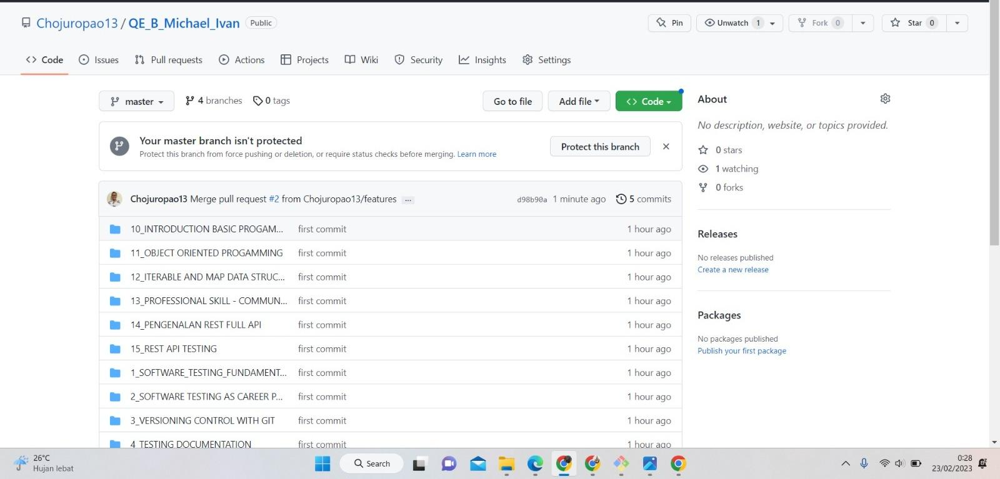 Chojuropao13 / QE_B_Michael_Ivan Public
Pin Unwatch 1 Fork 0 Star 0
Code Issues Pull requests Actions Projects Wiki Security Insights Settings
master 4 branches 0 tags Go to file Add file Code
Your master branch isn't protected
Protect this branch from force pushing or deletion, or require status checks before merging. Learn more
Protect this branch
Chojuropao13 Merge pull request #2 from Chojuropao13/features ... d98b90a 1 minute ago 5 commits
10_INTRODUCTION BASIC PROGAM... first commit 1 hour ago
11_OBJECT ORIENTED PROGAMMING first commit 1 hour ago
12_ITERABLE AND MAP DATA STRUC... first commit 1 hour ago
13_PROFESSIONAL SKILL - COMMUN... first commit 1 hour ago
14_PENGENALAN REST FULL API first commit 1 hour ago
15_REST API TESTING first commit 1 hour ago
1_SOFTWARE_TESTING_FUNDAMENT... first commit 1 hour ago
2_SOFTWARE TESTING AS CAREER P... first commit 1 hour ago
3_VERSIONING CONTROL WITH GIT first commit 1 hour ago
4_TESTING DOCUMENTATION first commit 1 hour ago
About
No description, website, or topics provided.
0 stars
1 watching
0 forks
Releases
No releases published
Create a new release
Packages
No packages published
Publish your first package
26°C
Hujan lebat
Search
0:28
23/02/2023